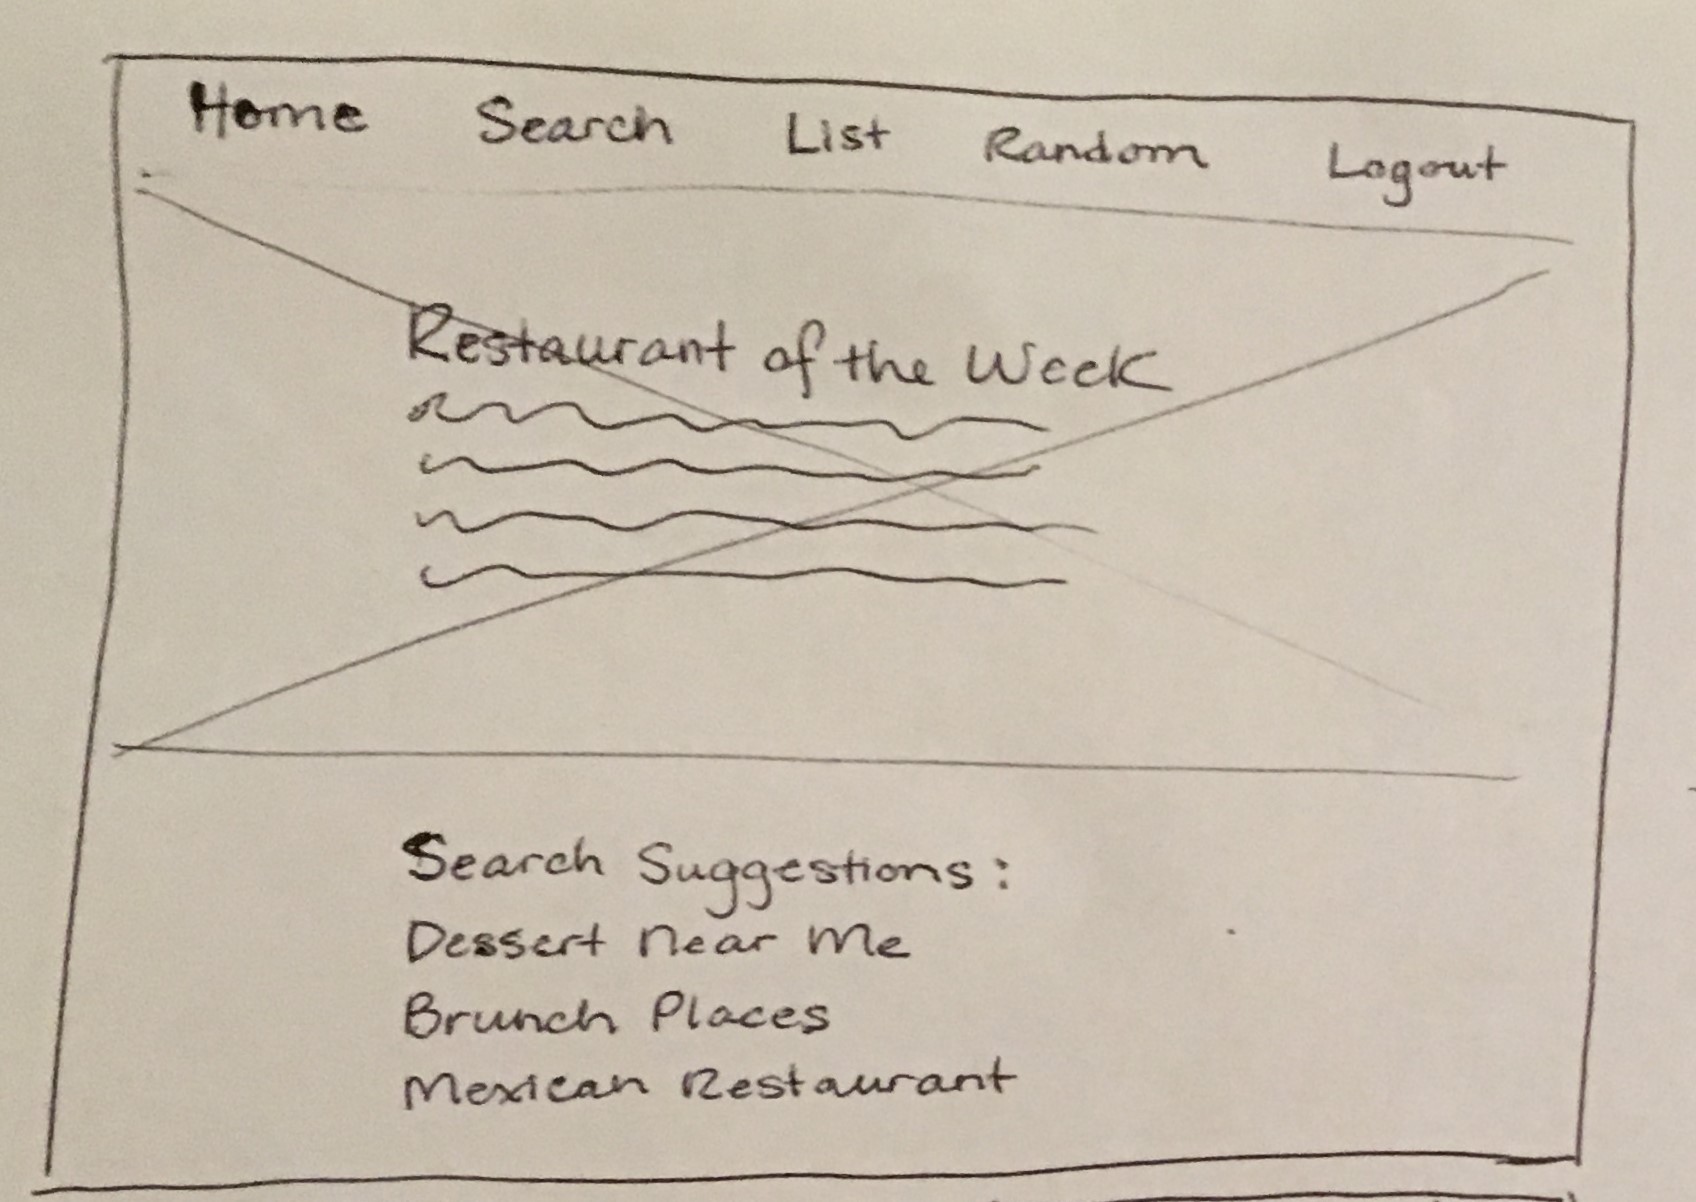 Home Search List Random Logout
Restaurant of the Week
Search Suggestions:
Dessert near me
Brunch Places
Mexican Restaurant